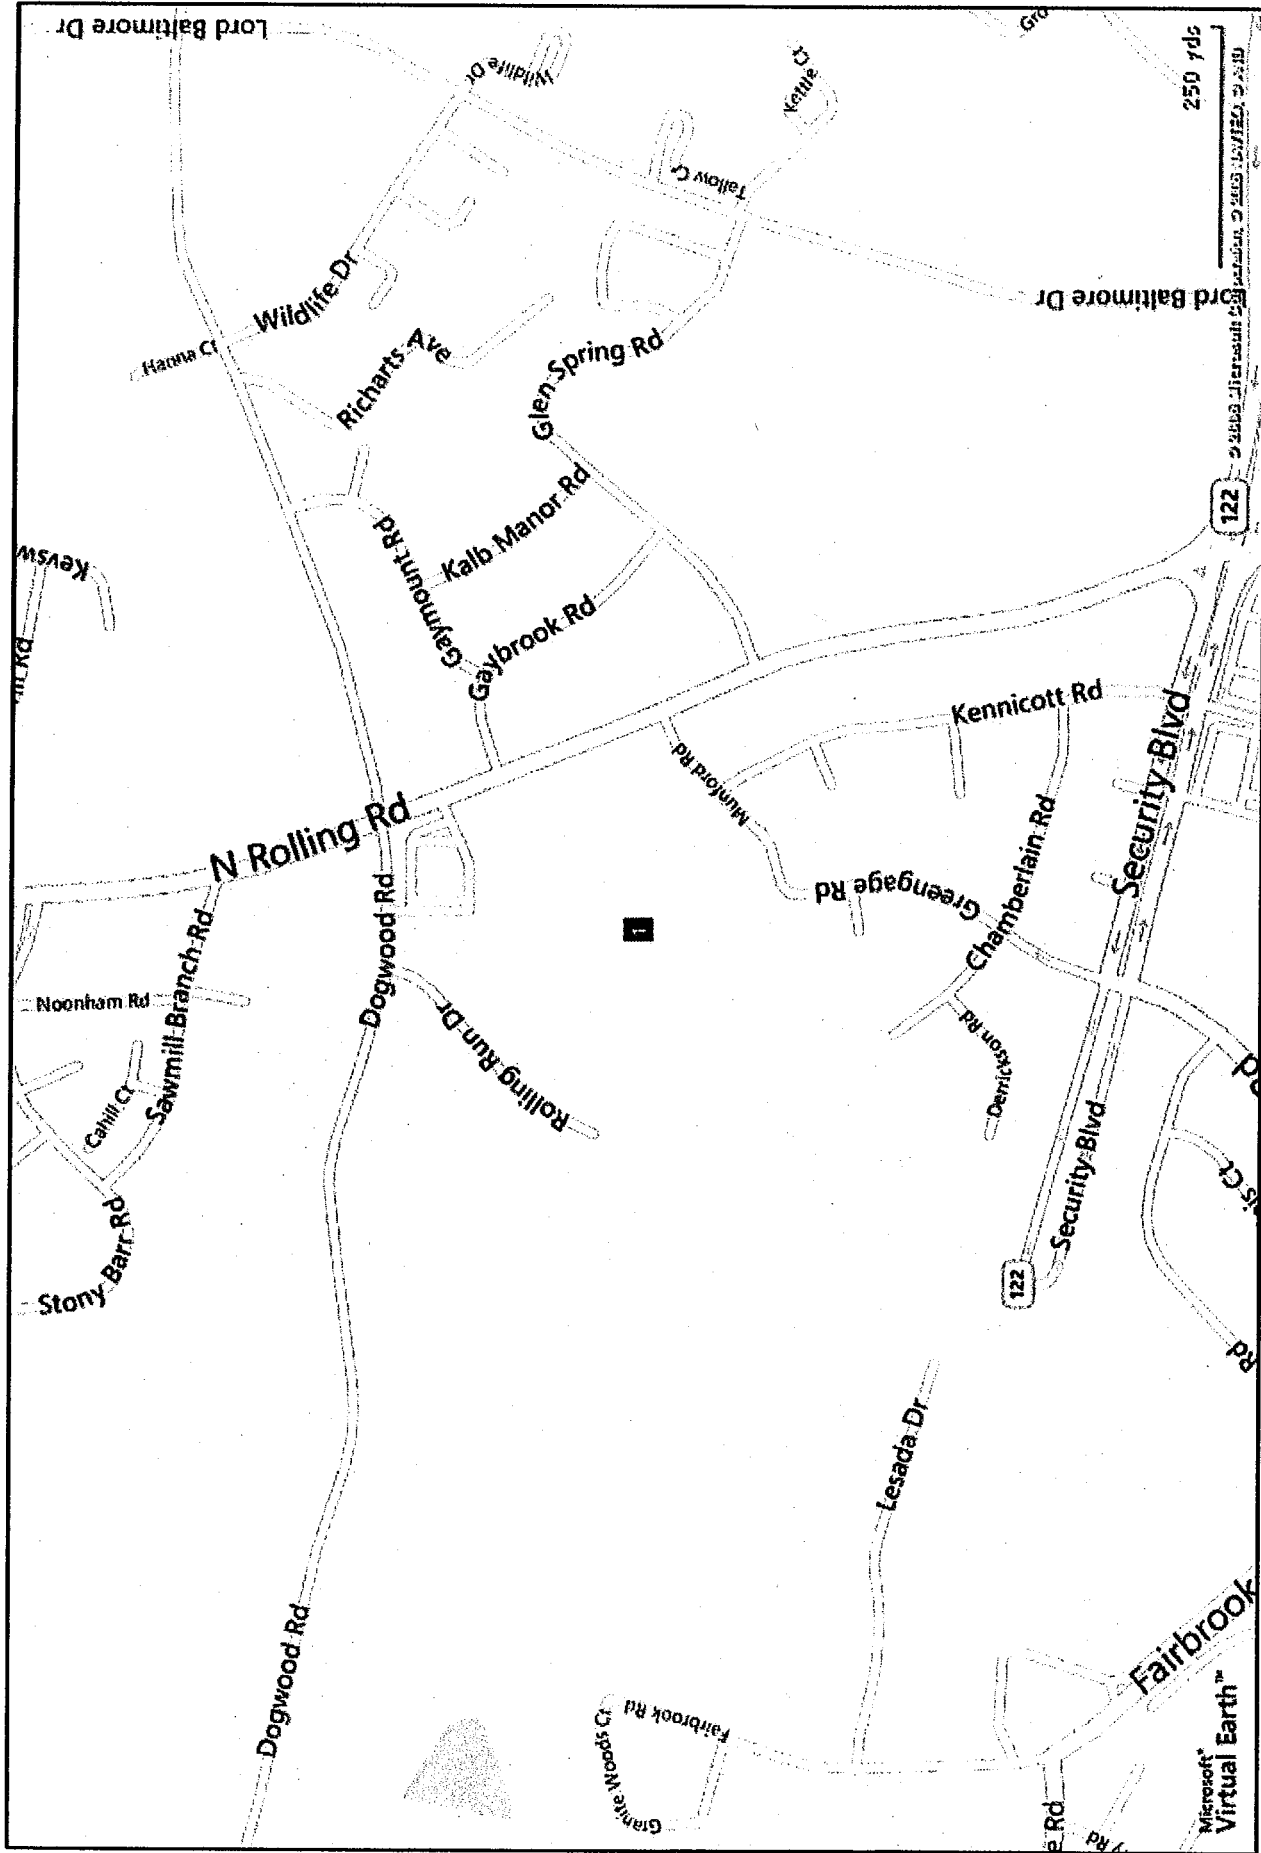 Lord Baltimore Dr
Wildlife Dr
Kettle Ct
250 yds
Tallow Ct
Hanna Ct
Wildlife Dr
Richarts Ave
Glen Spring Rd
Lord Baltimore Dr
122
Gaymount Rd
Kalb Manor Rd
Gaybrook Rd
Munford Rd
Kennicott Rd
Security Blvd
N Rolling Rd
Dogwood Rd
1
Greengage Rd
Chamberlain Rd
Noonham Rd
Sawmill Branch Rd
Cahill Ct
Rolling Run Dr
Derrickson Rd
Security Blvd
Stony Barr Rd
122
Rd
Rd
Lesada Dr
Dogwood Rd
Granite Woods Ct
Fairbrook Rd
Fairbrook
Microsoft®
Virtual Earth™